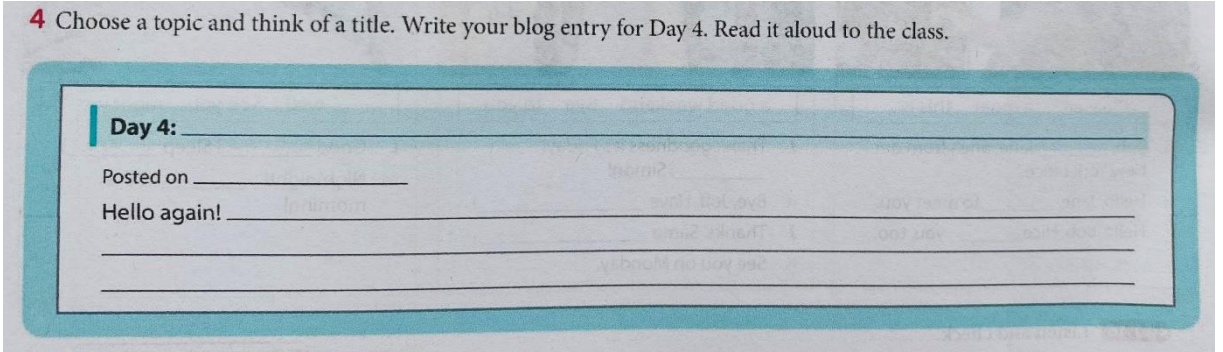 4 Choose a topic and think of a title. Write your blog entry for Day 4. Read it aloud to the class.
Day 4:
Posted on
Hello again!